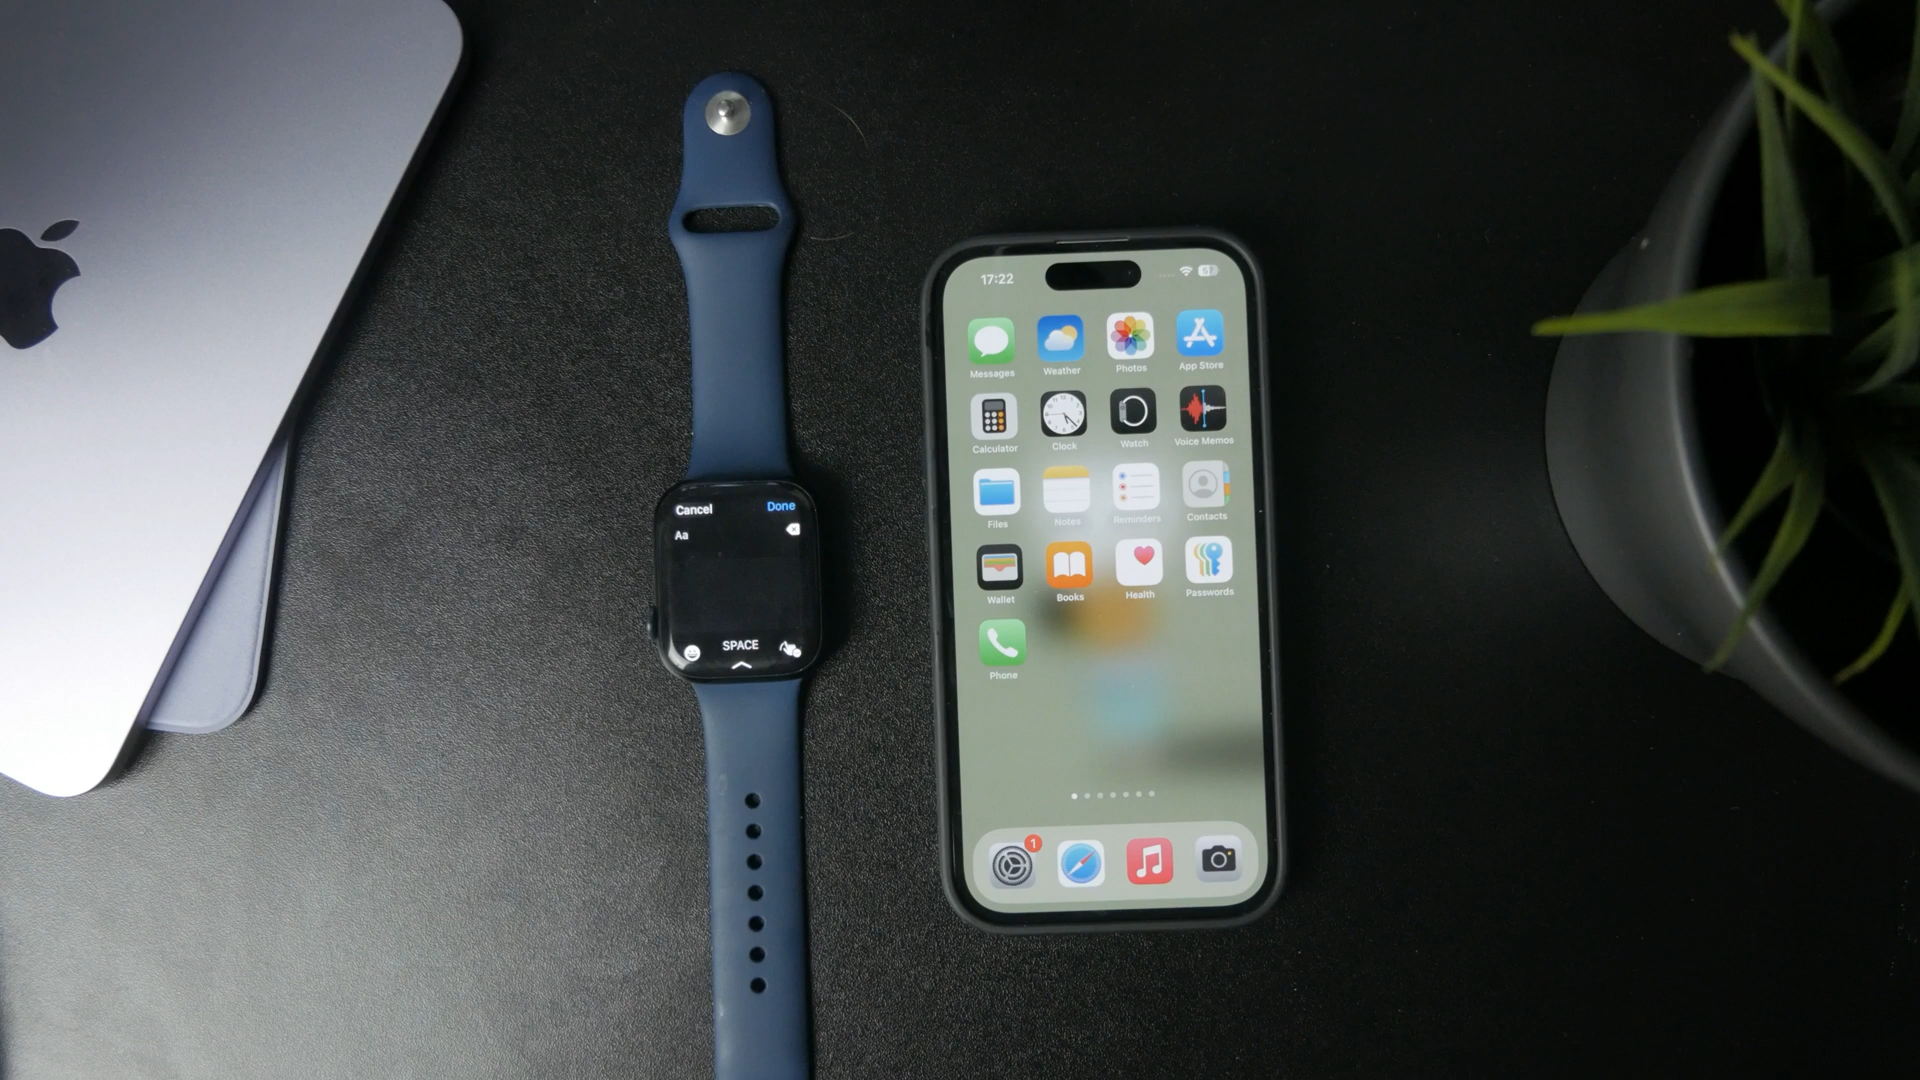 Cancel Done
Aa
SPACE
17:22
57
Messages Weather Photos App Store
Calculator Clock Watch Voice Memos
Files Notes Reminders Contacts
Wallet Books Health Passwords
Phone
1